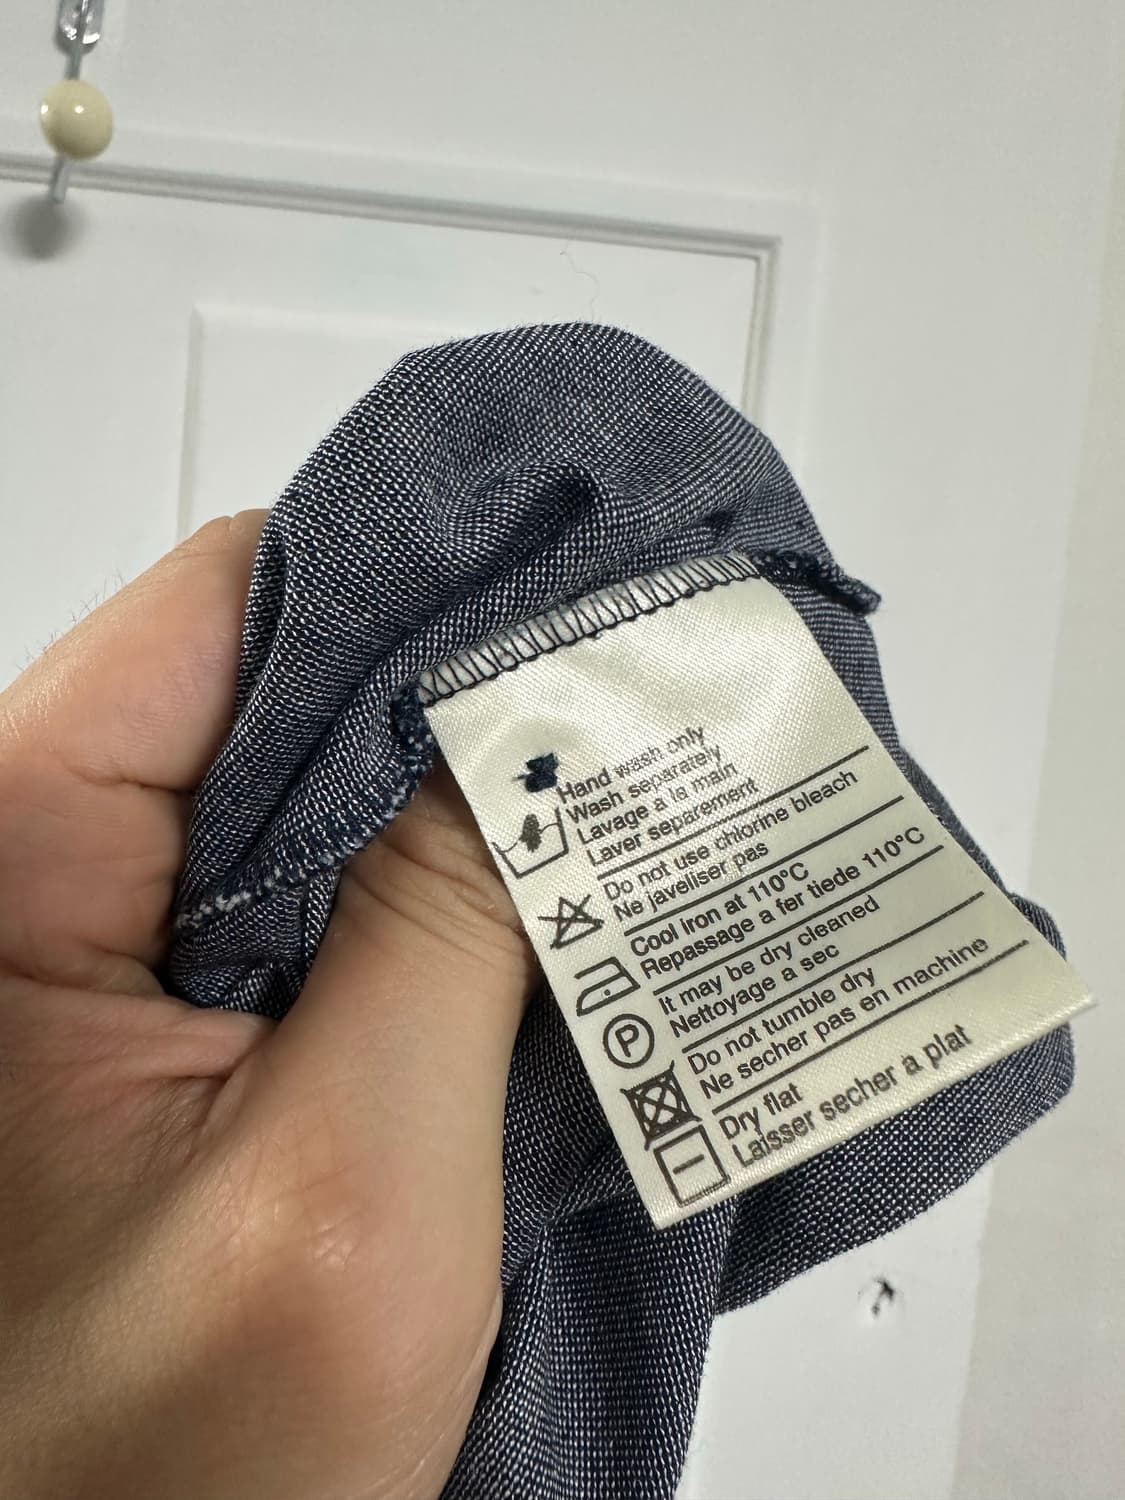 Hand wash only
Wash separately
Lavage a la main
Laver separement
Do not use chlorine bleach
Ne javeliser pas
Cool iron at 110°C
Repassage a fer tiede 110°C
It may be dry cleaned
Nettoyage a sec
P
Do not tumble dry
Ne secher pas en machine
Dry flat
Laisser secher a plat